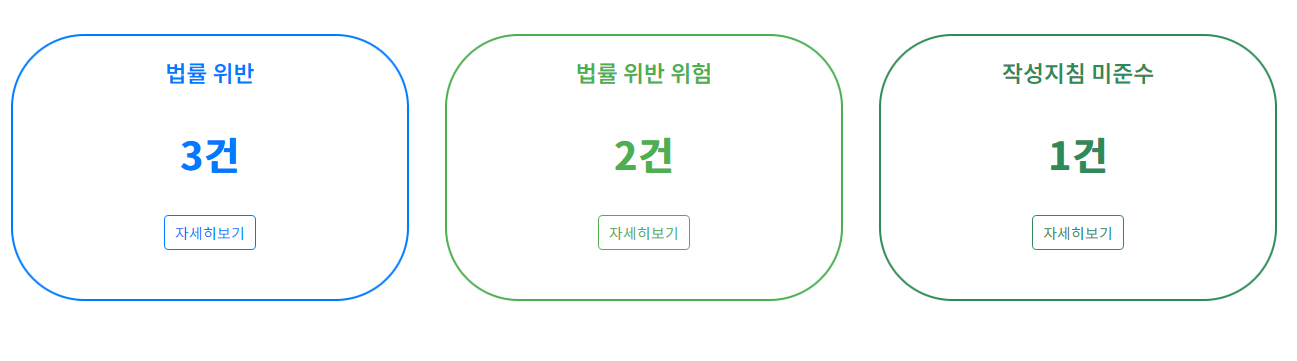 법률 위반
3건
자세히보기
법률 위반 위험
2건
자세히보기
작성지침 미준수
1건
자세히보기